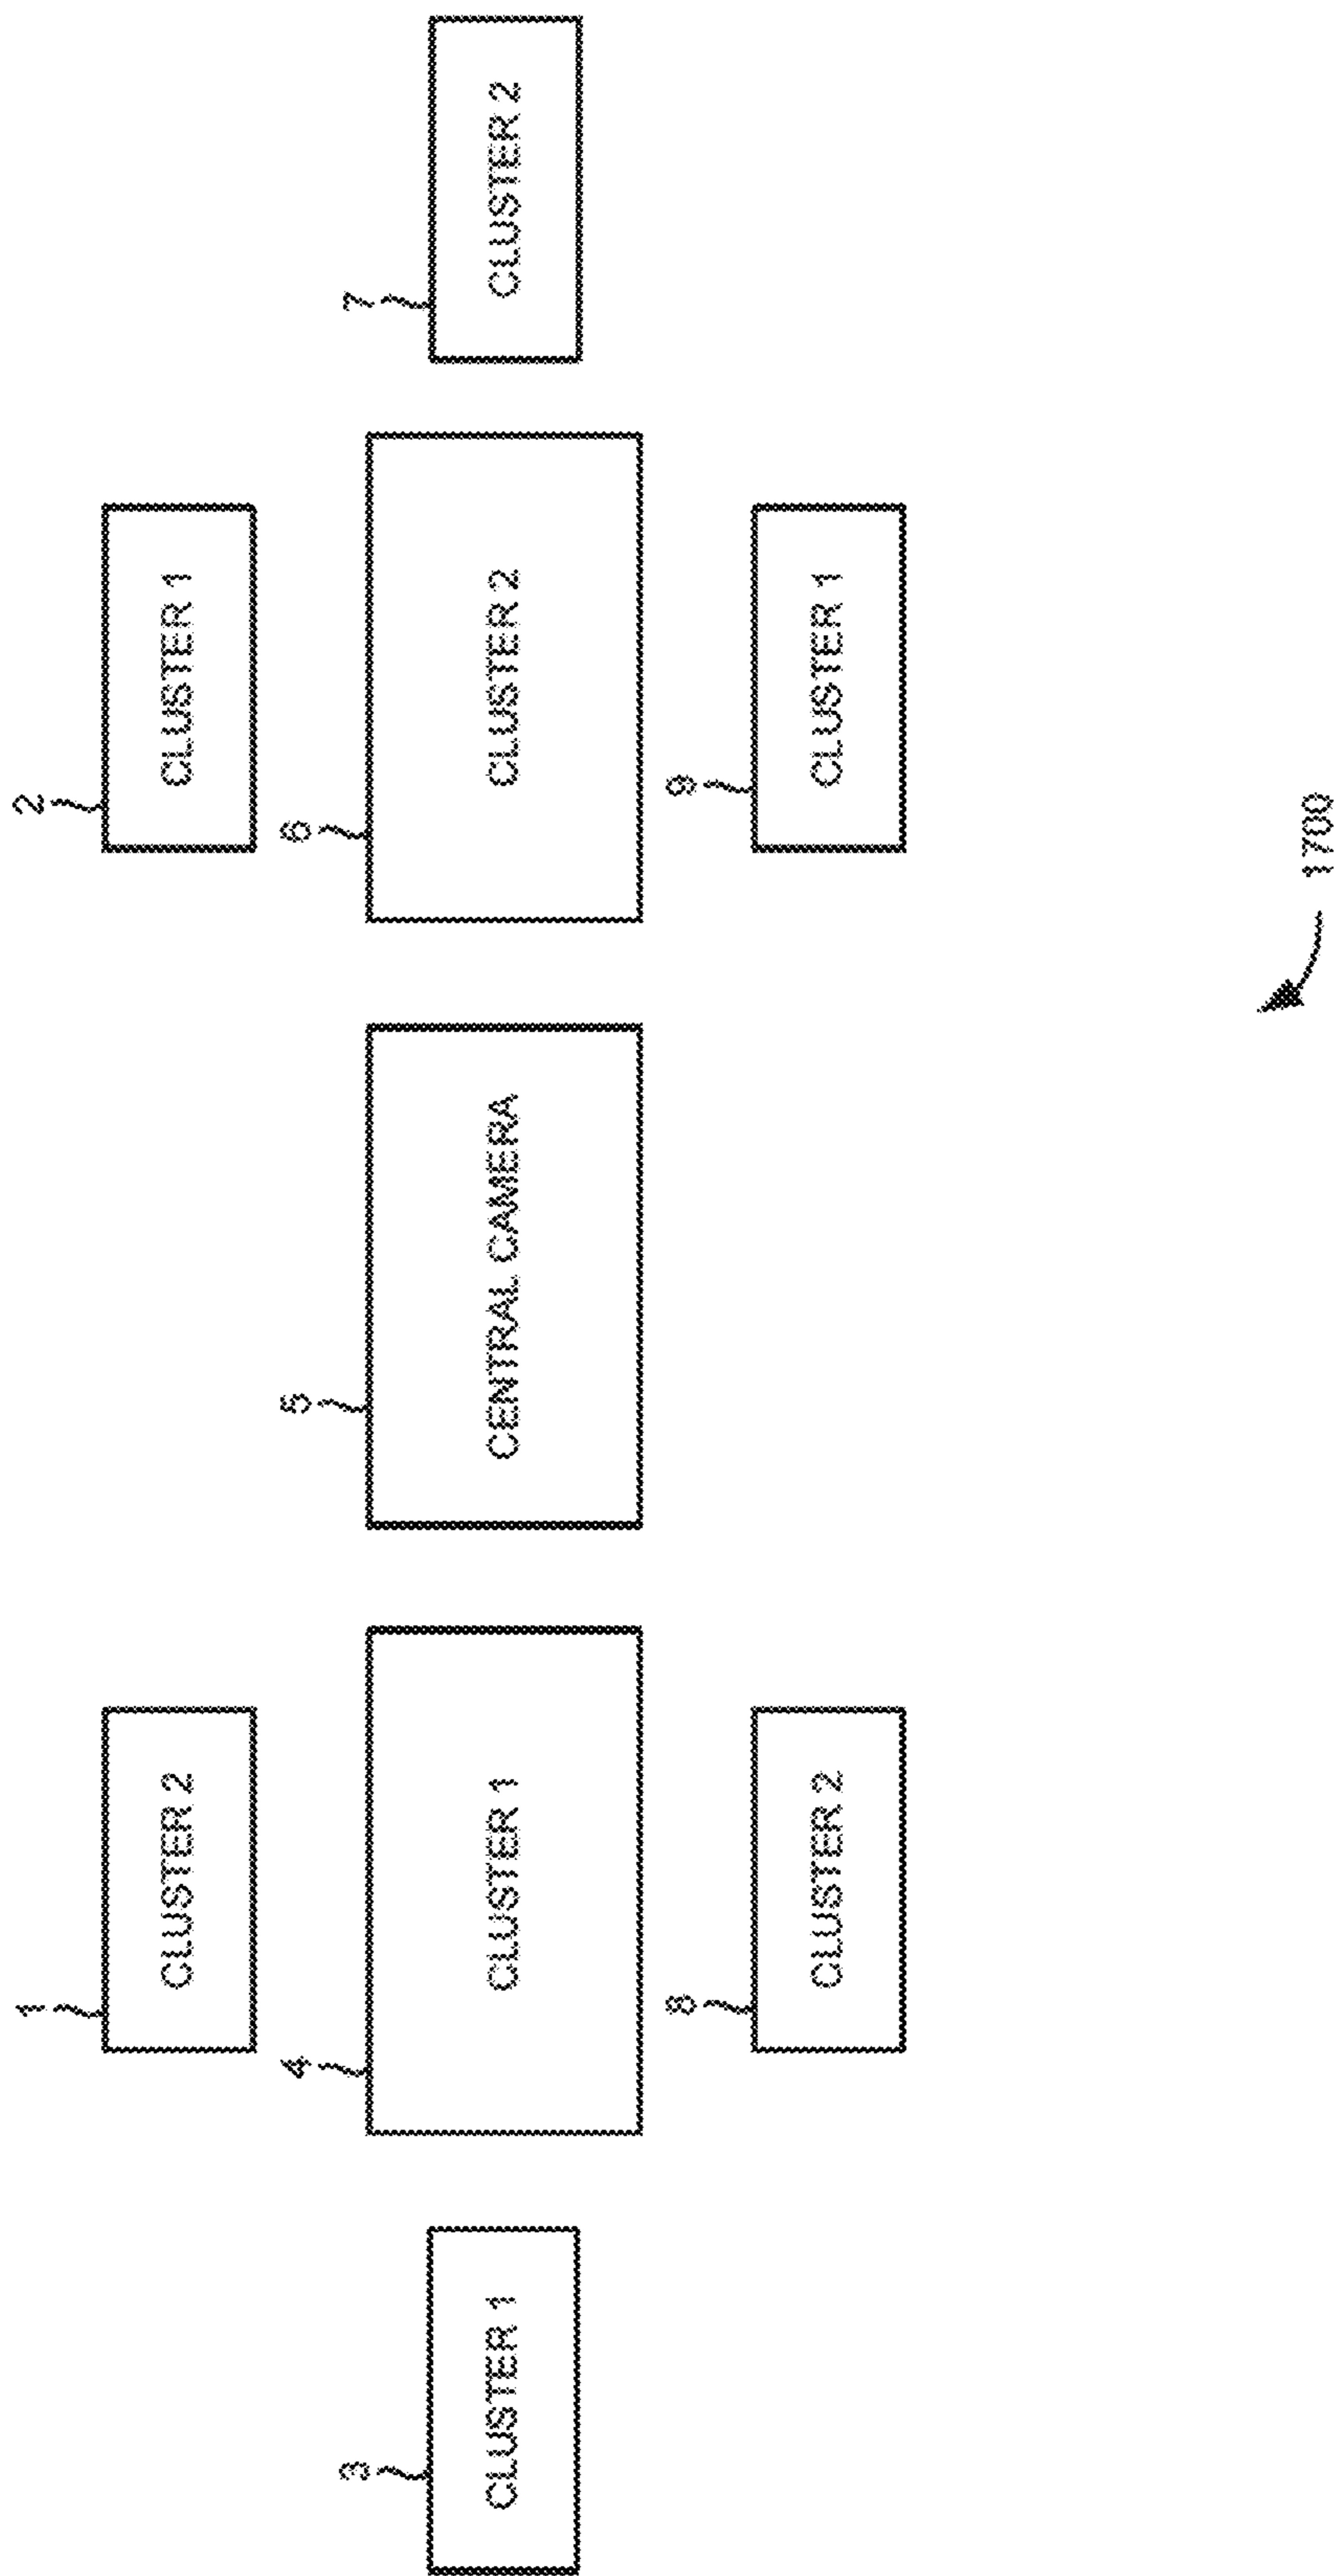 1
2
CLUSTER 2
CLUSTER 1
4
5
6
3
7
CLUSTER 1
CLUSTER 1
CENTRAL CAMERA
CLUSTER 2
CLUSTER 2
8
9
CLUSTER 2
CLUSTER 1
1700